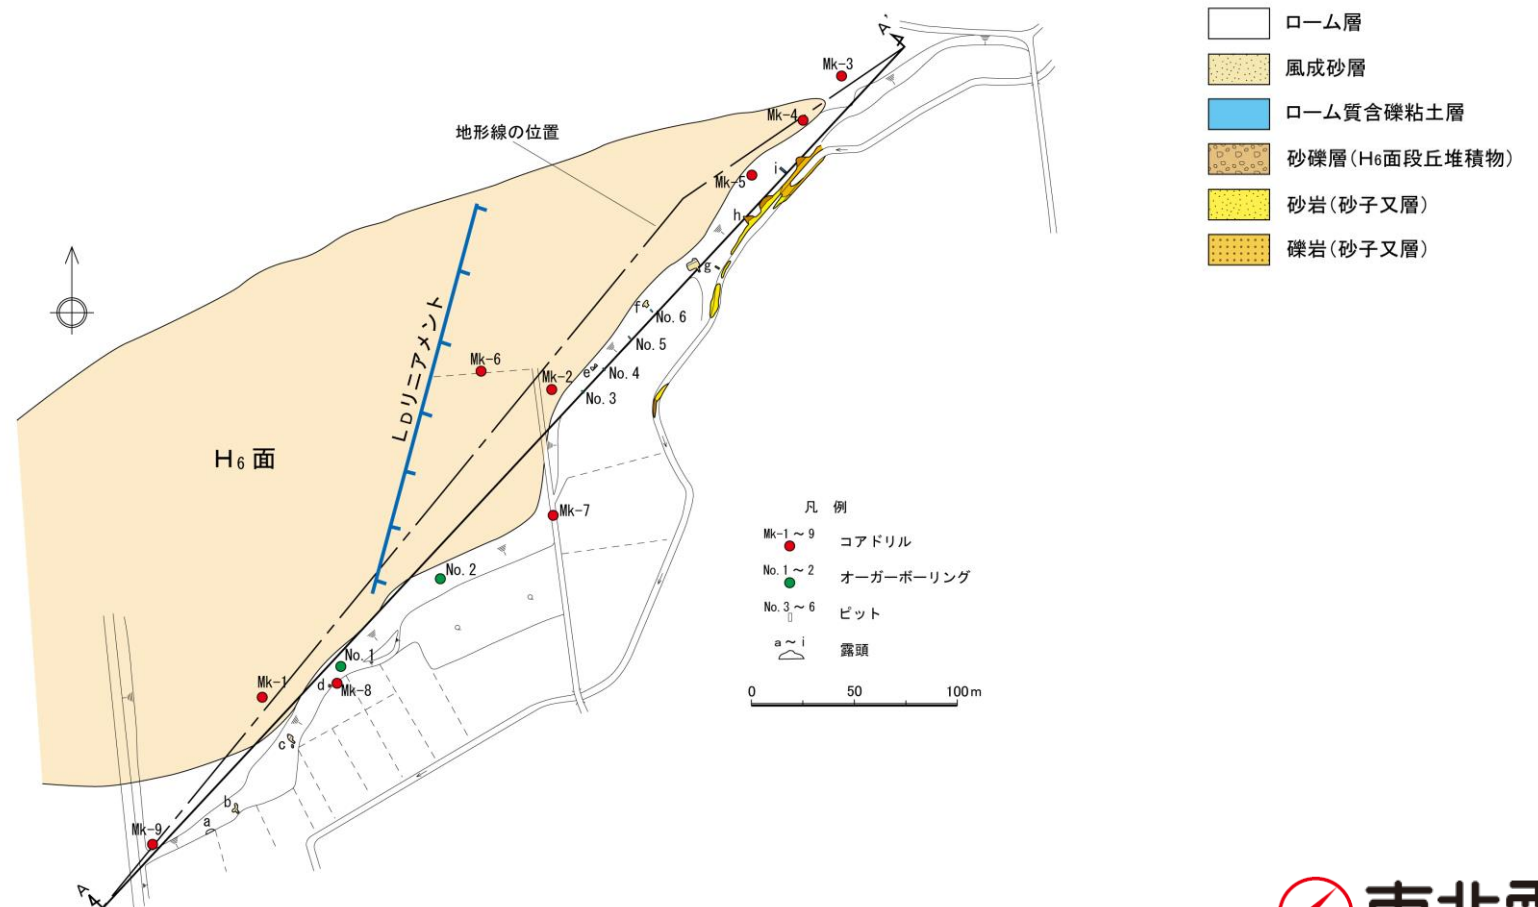 A'
Mk-3
Mk-4
地形線の位置
Mk-5
i
h
g
f
No. 6
No. 5
e
No. 4
No. 3
Mk-6
Mk-2
LDリニアメント
H6面
Mk-7
No. 2
No. 1
d
Mk-8
Mk-1
c
b
a
Mk-9
A
ローム層
風成砂層
ローム質含礫粘土層
砂礫層(H6面段丘堆積物)
砂岩(砂子又層)
礫岩(砂子又層)
凡 例
Mk-1～9 コアドリル
No. 1～2 オーガーボーリング
No. 3～6 ピット
a～i 露頭
0 50 100m